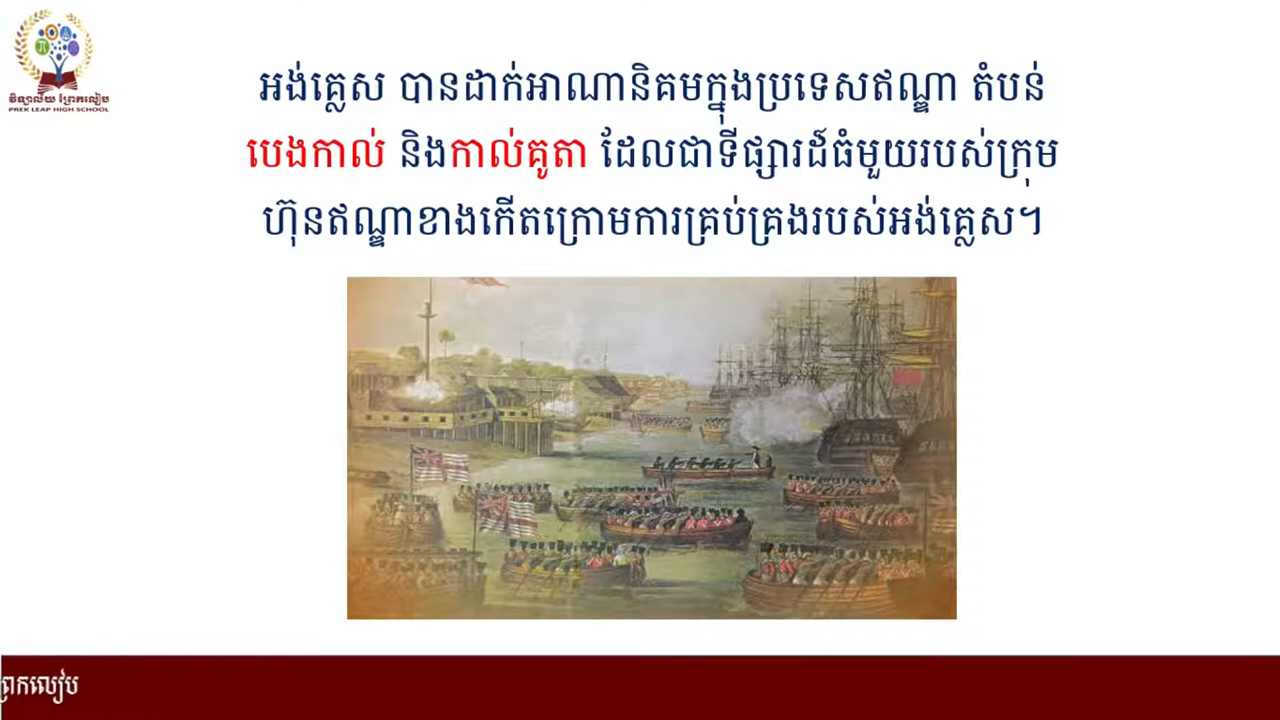 វិទ្យាល័យ ព្រែកលៀប
PREK LEAP HIGH SCHOOL
អង់គ្លេស បានដាក់អាណានិគមក្នុងប្រទេសឥណ្ឌា តំបន់
បេងកាល់ និងកាល់គូតា ដែលជាទីផ្សារដ៍ធំមួយរបស់ក្រុម
ហ៊ុនឥណ្ឌាខាងកើតក្រោមការគ្រប់គ្រងរបស់អង់គ្លេស។
ព្រែកលៀប